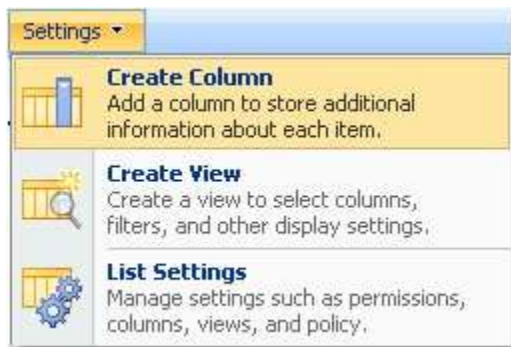 Settings
Create Column
Add a column to store additional
information about each item.
Create View
Create a view to select columns,
filters, and other display settings.
List Settings
Manage settings such as permissions,
columns, views, and policy.